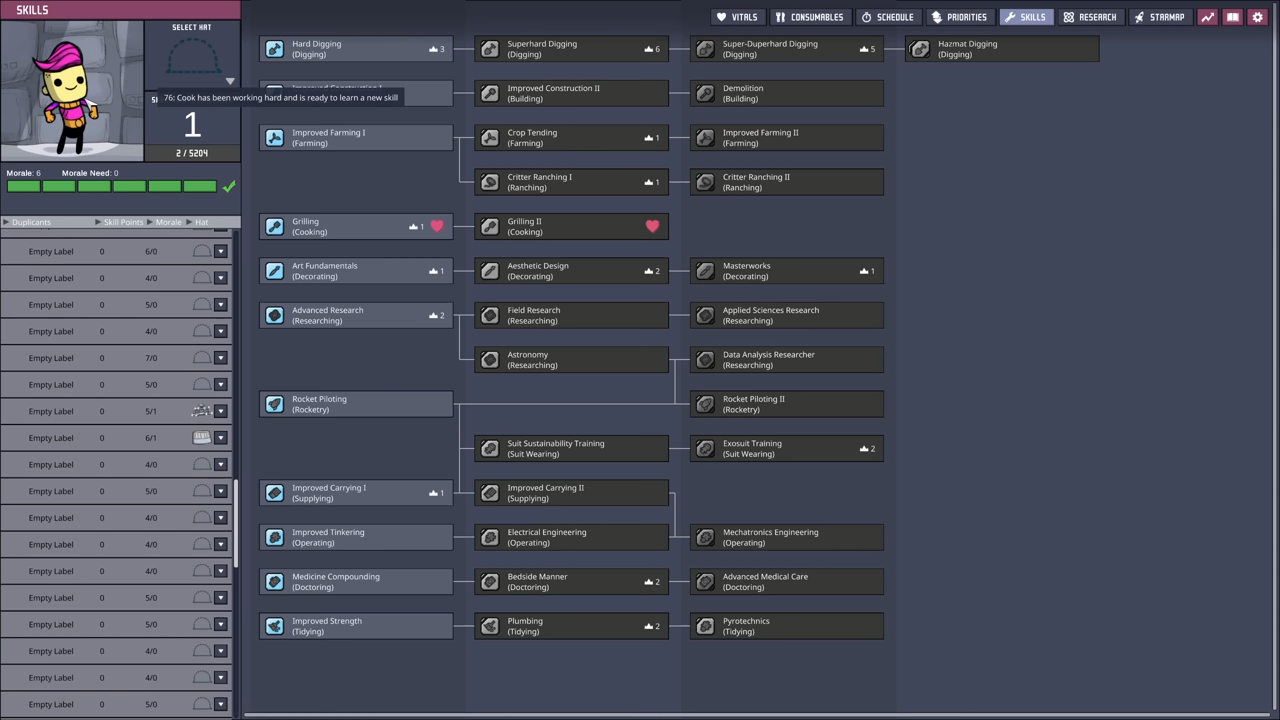 SKILLS
VITALS
CONSUMABLES
SCHEDULE
PRIORITIES
SKILLS
RESEARCH
STARMAP
SELECT HAT
76: Cook has been working hard and is ready to learn a new skill
1
2 / 5204
Morale: 6 Morale Need: 0
Duplicants Skill Points Morale Hat
Empty Label 0 6/0
Empty Label 0 4/0
Empty Label 0 5/0
Empty Label 0 4/0
Empty Label 0 7/0
Empty Label 0 5/0
Empty Label 0 5/1
Empty Label 0 6/1
Empty Label 0 4/0
Empty Label 0 5/0
Empty Label 0 4/0
Empty Label 0 4/0
Empty Label 0 4/0
Empty Label 0 5/0
Empty Label 0 5/0
Empty Label 0 4/0
Empty Label 0 4/0
Empty Label 0 5/0
Hard Digging
(Digging)
3
Superhard Digging
(Digging)
6
Super-Duperhard Digging
(Digging)
5
Hazmat Digging
(Digging)
Improved Construction II
(Building)
Demolition
(Building)
Improved Farming I
(Farming)
Crop Tending
(Farming)
1
Improved Farming II
(Farming)
Critter Ranching I
(Ranching)
1
Critter Ranching II
(Ranching)
Grilling
(Cooking)
1
Grilling II
(Cooking)
Art Fundamentals
(Decorating)
1
Aesthetic Design
(Decorating)
2
Masterworks
(Decorating)
1
Advanced Research
(Researching)
2
Field Research
(Researching)
Applied Sciences Research
(Researching)
Astronomy
(Researching)
Data Analysis Researcher
(Researching)
Rocket Piloting
(Rocketry)
Rocket Piloting II
(Rocketry)
Suit Sustainability Training
(Suit Wearing)
Exosuit Training
(Suit Wearing)
2
Improved Carrying I
(Supplying)
1
Improved Carrying II
(Supplying)
Improved Tinkering
(Operating)
Electrical Engineering
(Operating)
Mechatronics Engineering
(Operating)
Medicine Compounding
(Doctoring)
Bedside Manner
(Doctoring)
2
Advanced Medical Care
(Doctoring)
Improved Strength
(Tidying)
Plumbing
(Tidying)
2
Pyrotechnics
(Tidying)